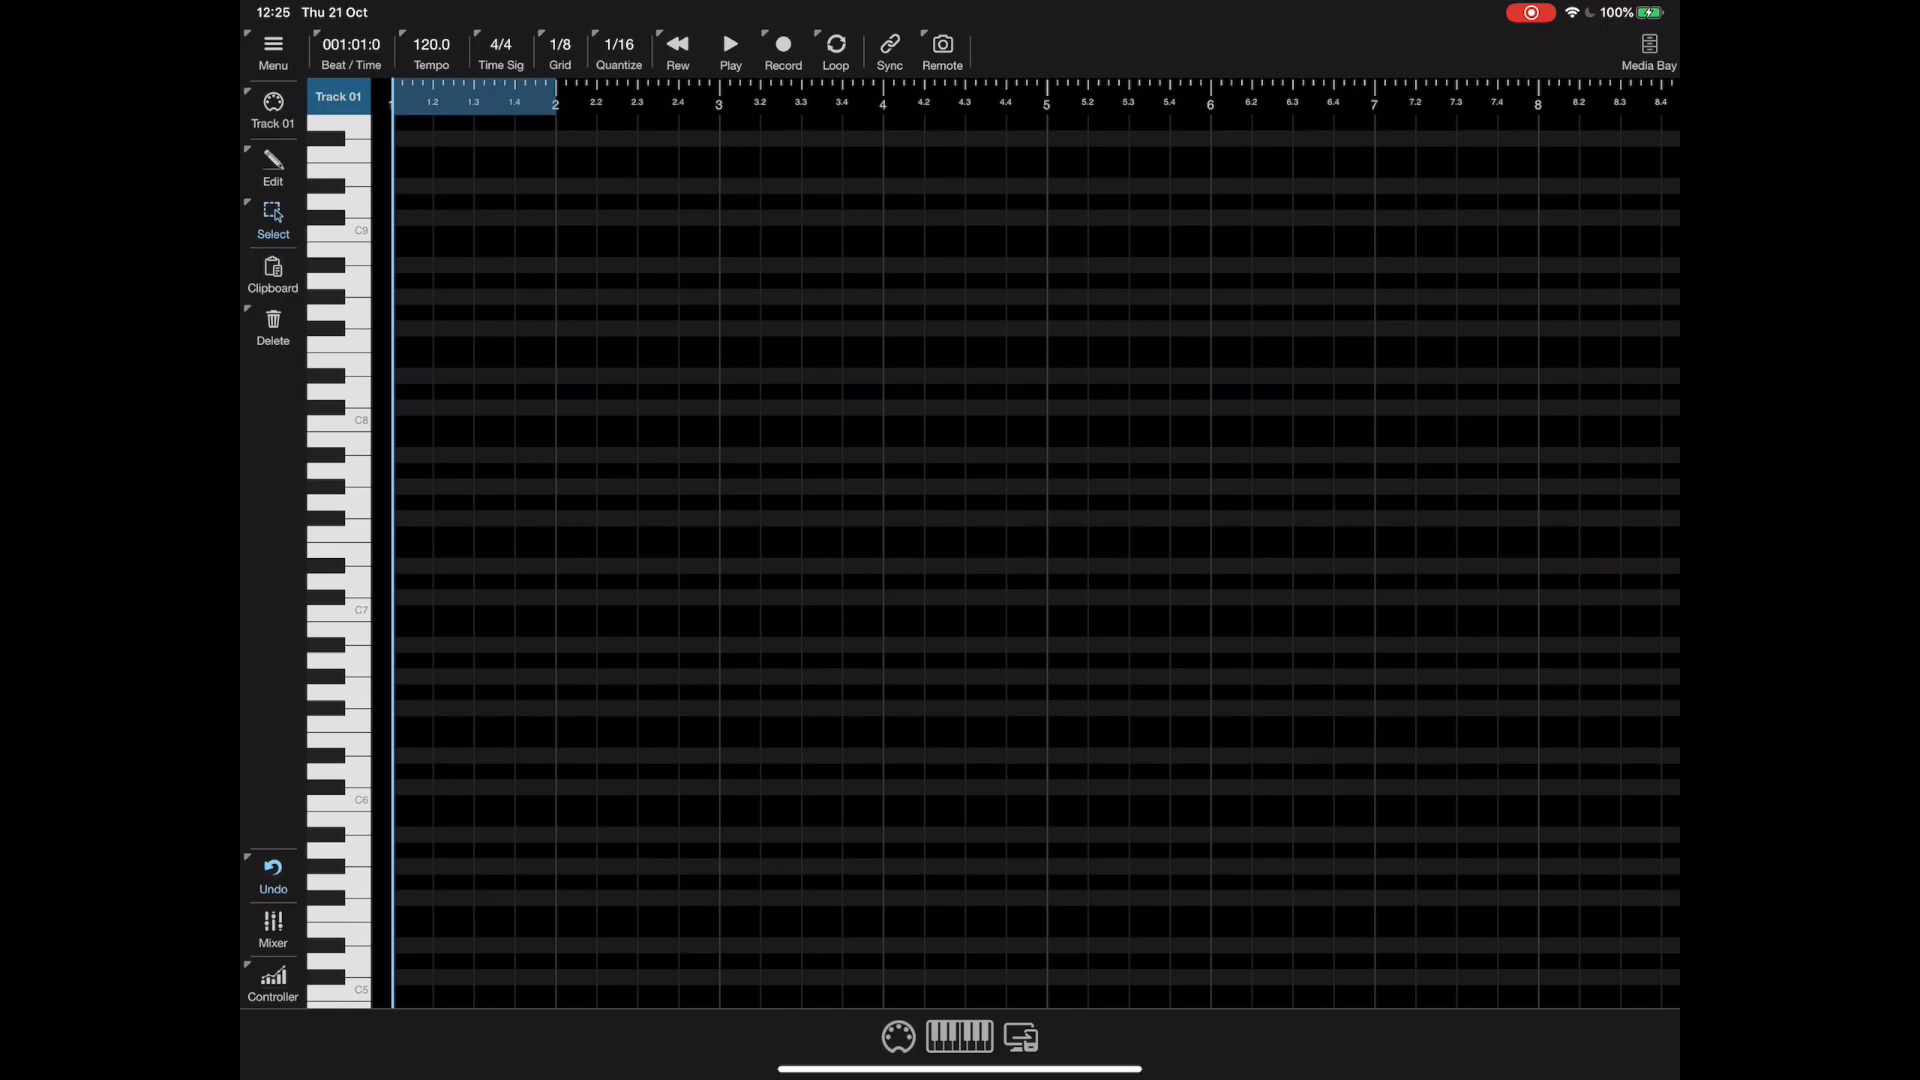 12:25 Thu 21 Oct 100%
001:01:0 120.0 4/4 1/8 1/16
Menu Beat / Time Tempo Time Sig Grid Quantize Rew Play Record Loop Sync Remote Media Bay
Track 01
1 1.2 1.3 1.4 2 2.2 2.3 2.4 3 3.2 3.3 3.4 4 4.2 4.3 4.4 5 5.2 5.3 5.4 6 6.2 6.3 6.4 7 7.2 7.3 7.4 8 8.2 8.3 8.4
Track 01
Edit
Select
C9
Clipboard
Delete
C8
C7
C6
Undo
Mixer
C5
Controller